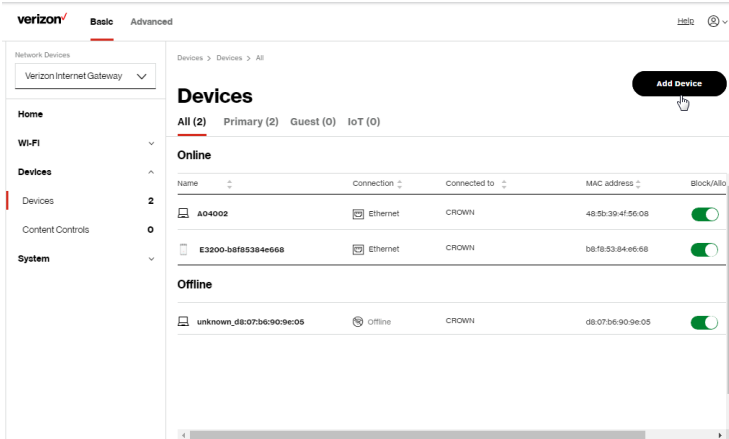 verizon✓ Basic Advanced Help
Network Devices
Verizon Internet Gateway
Home
Wi-Fi
Devices
Devices 2
Content Controls 0
System
Devices > Devices > All
Add Device
Devices
All (2) Primary (2) Guest (0) IoT (0)
Online
Name Connection Connected to MAC address Block/Allo
A04002 Ethernet CROWN 48:5b:39:4f:56:08
E3200-b8f85384e668 Ethernet CROWN b8:f8:53:84:e6:68
Offline
unknown_d8:07:b6:90:9e:05 Offline CROWN d8:07:b6:90:9e:05